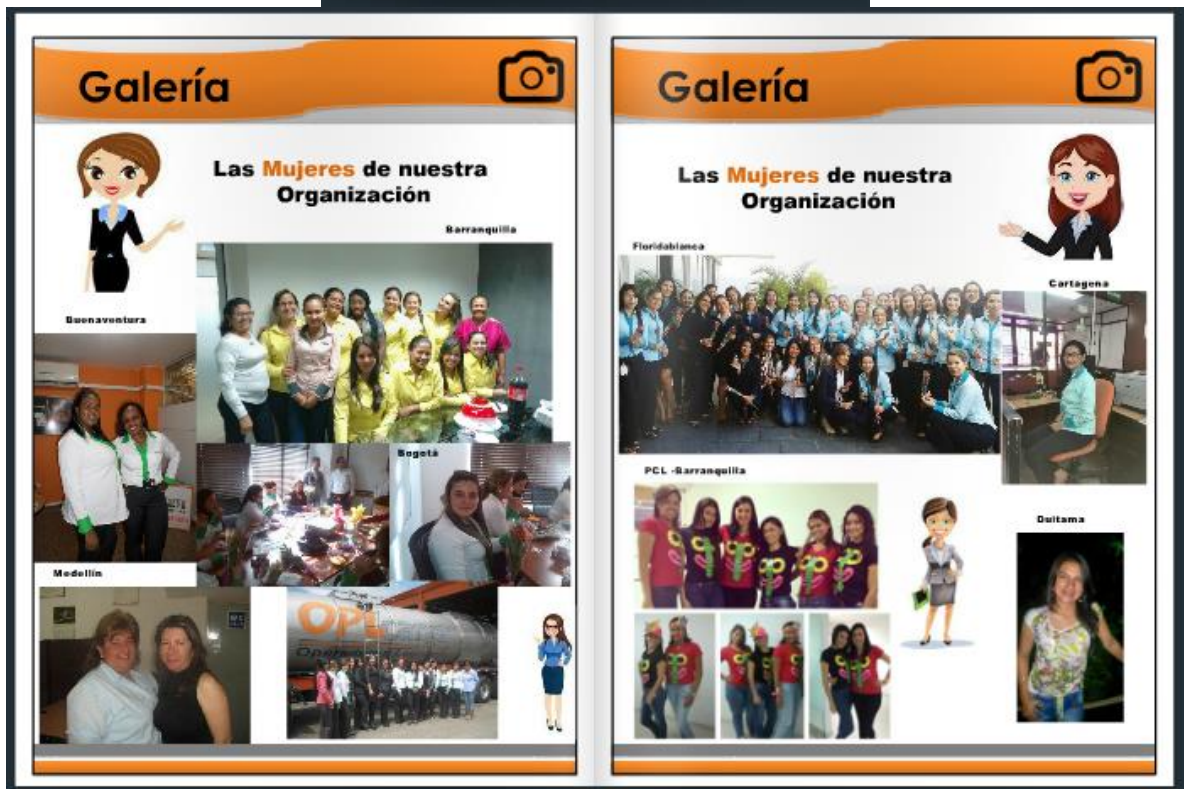 Galería
Las Mujeres de nuestra
Organización
Barranquilla
Buenaventura
Bogotá
Medellín
OPL
Galería
Las Mujeres de nuestra
Organización
Floridablanca
Cartagena
PCL -Barranquilla
Duitama